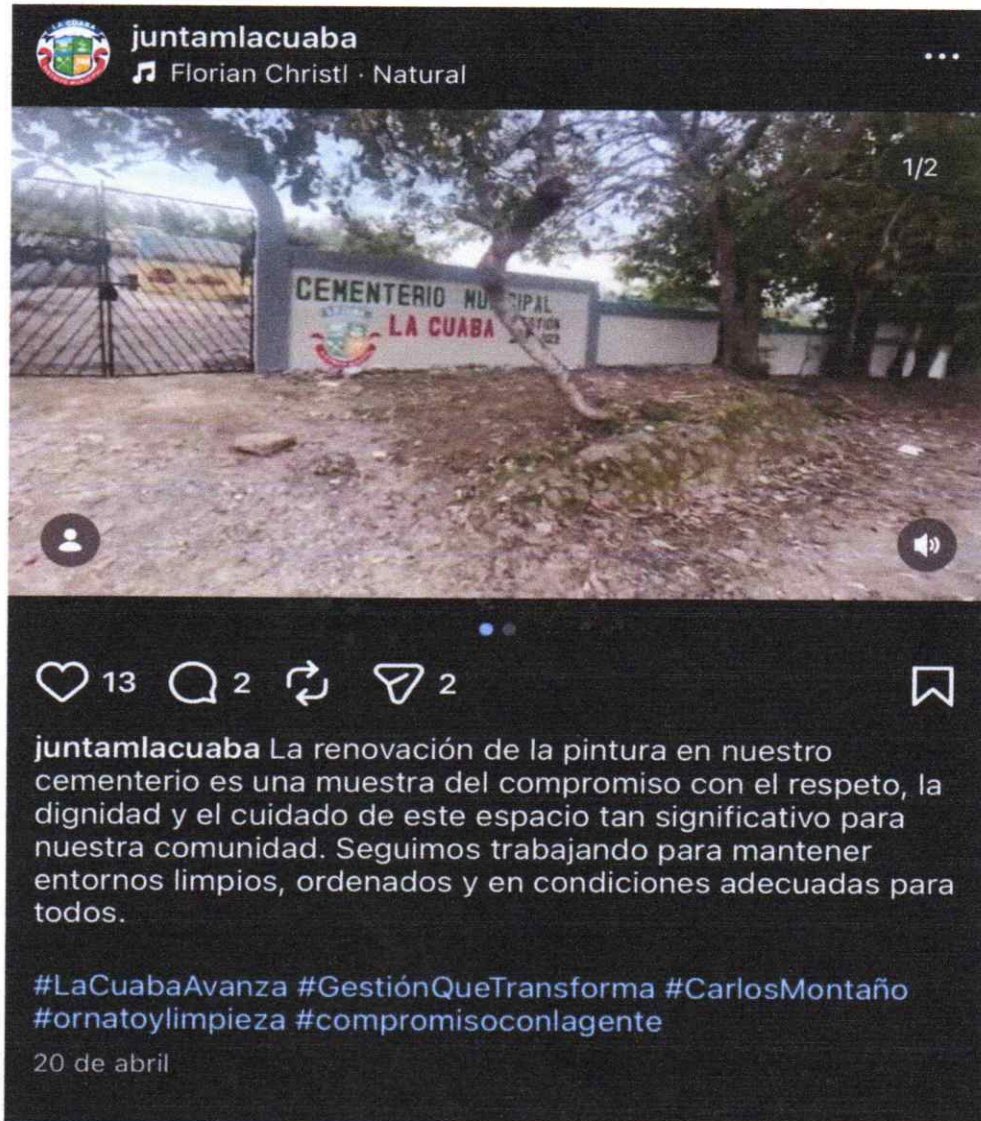 juntamlacuaba
Florian Christl · Natural
1/2
CEMENTERIO
LA CUABA
13 2 2
juntamlacuaba La renovación de la pintura en nuestro
cementerio es una muestra del compromiso con el respeto, la
dignidad y el cuidado de este espacio tan significativo para
nuestra comunidad. Seguimos trabajando para mantener
entornos limpios, ordenados y en condiciones adecuadas para
todos.
#LaCuabaAvanza #GestiónQueTransforma #CarlosMontaño
#ornatoylimpieza #compromisoconlagente
20 de abril